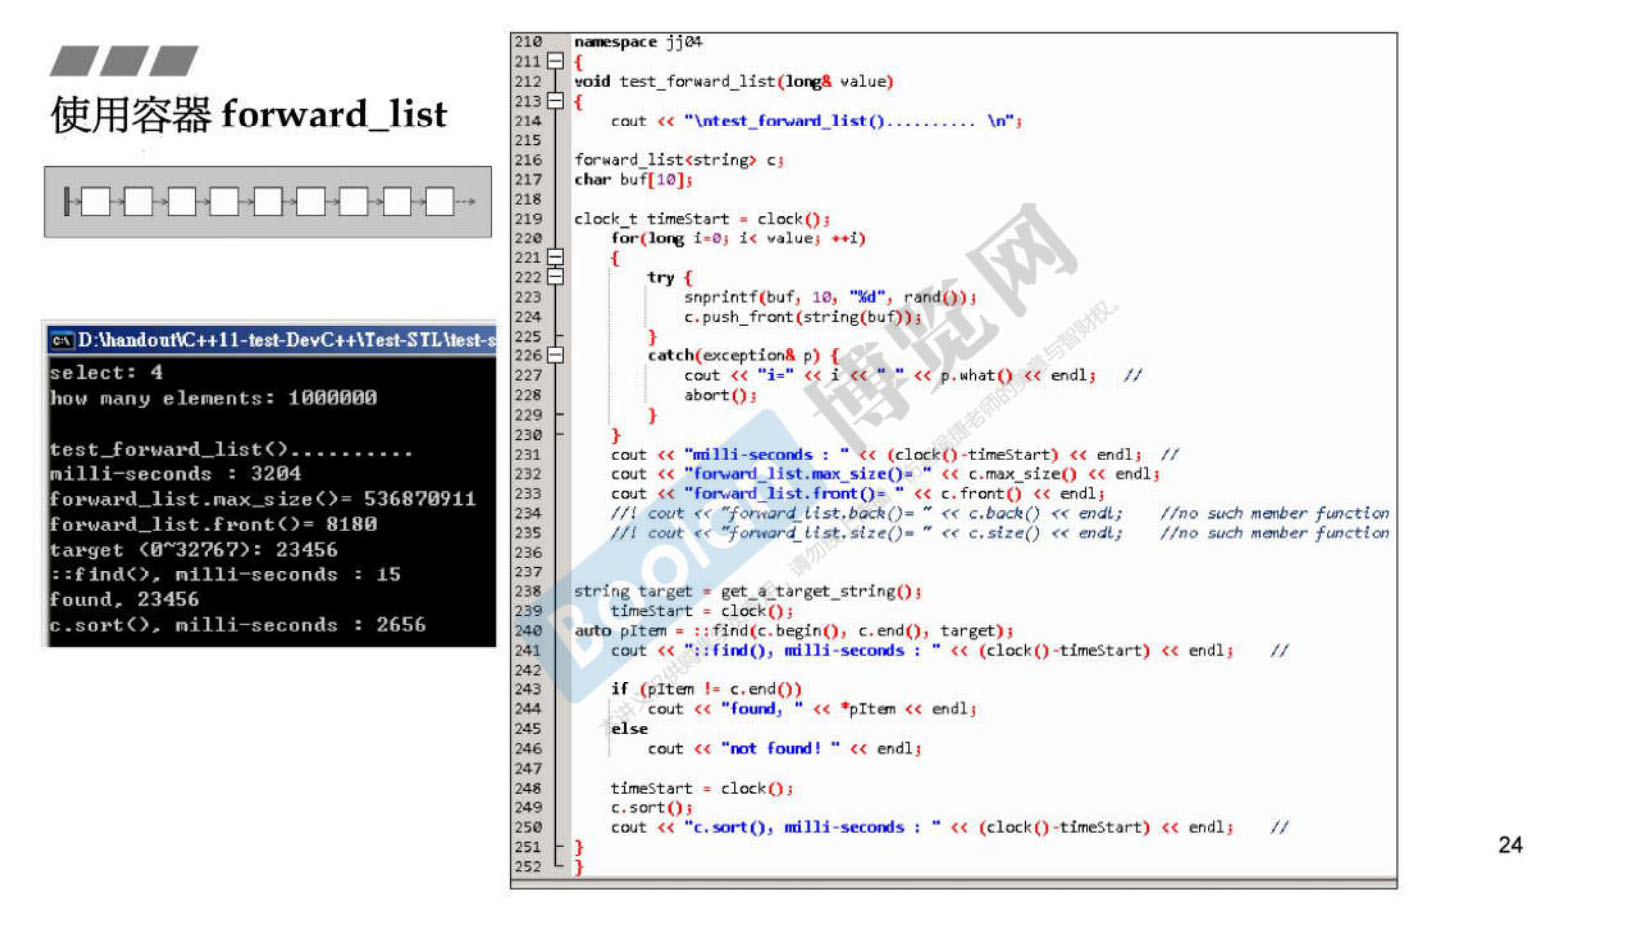 使用容器 forward_list
D:\handout\C++11-test-DevC++\Test-STL\test-s
select: 4
how many elements: 1000000
test_forward_list()..........
milli-seconds : 3204
forward_list.max_size()= 536870911
forward_list.front()= 8180
target (0~32767): 23456
::find(), milli-seconds : 15
found, 23456
c.sort(), milli-seconds : 2656
210 namespace jj04
211 {
212 void test_forward_list(long& value)
213 {
214 cout << "\ntest_forward_list().......... \n";
215
216 forward_list<string> c;
217 char buf[10];
218
219 clock_t timeStart = clock();
220 for(long i=0; i< value; ++i)
221 {
222 try {
223 snprintf(buf, 10, "%d", rand());
224 c.push_front(string(buf));
225 }
226 catch(exception& p) {
227 cout << "i=" << i << " " << p.what() << endl; //
228 abort();
229 }
230 }
231 cout << "milli-seconds : " << (clock()-timeStart) << endl; //
232 cout << "forward_list.max_size()= " << c.max_size() << endl;
233 cout << "forward_list.front()= " << c.front() << endl;
234 //! cout << "forward_list.back()= " << c.back() << endl; //no such member function
235 //! cout << "forward_list.size()= " << c.size() << endl; //no such member function
236
237
238 string target = get_a_target_string();
239 timeStart = clock();
240 auto pItem = ::find(c.begin(), c.end(), target);
241 cout << "::find(), milli-seconds : " << (clock()-timeStart) << endl; //
242
243 if (pItem != c.end())
244 cout << "found, " << *pItem << endl;
245 else
246 cout << "not found! " << endl;
247
248 timeStart = clock();
249 c.sort();
250 cout << "c.sort(), milli-seconds : " << (clock()-timeStart) << endl; //
251 }
252 }
博览网
24